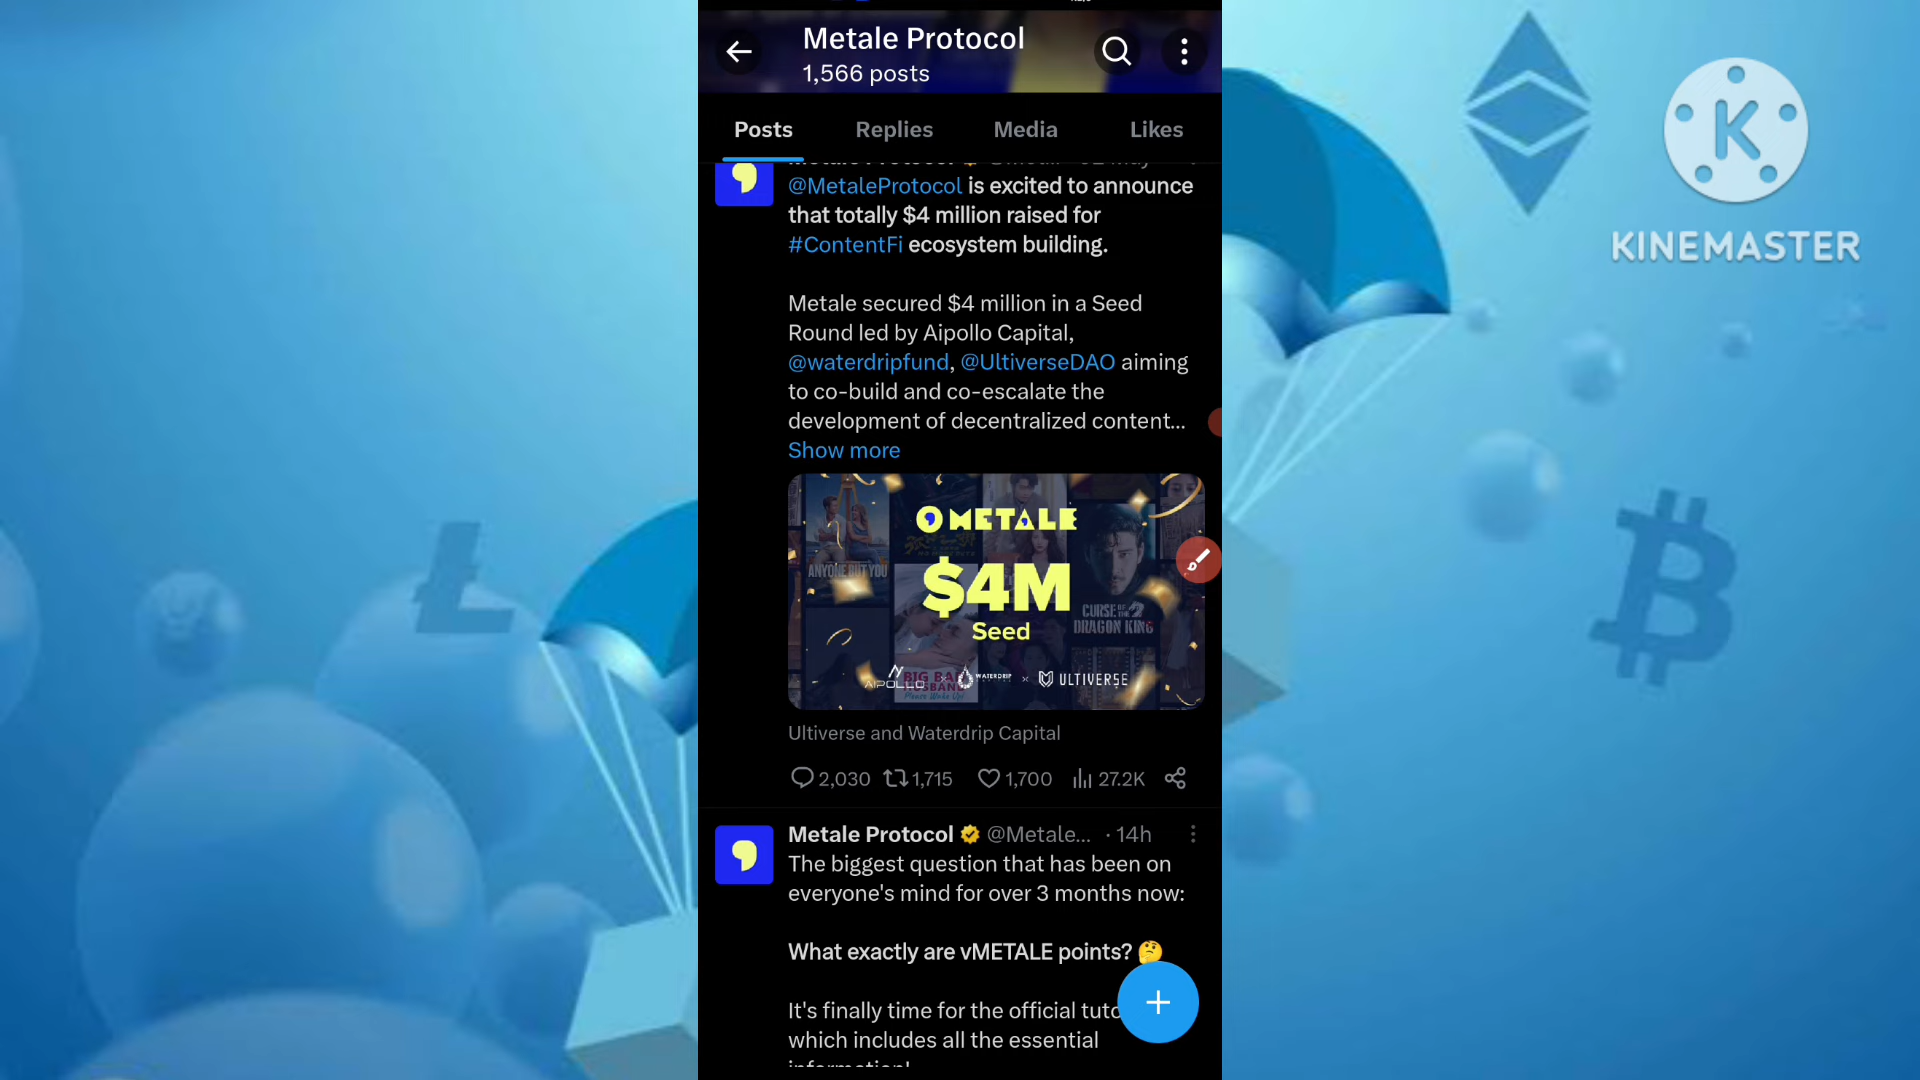 Metale Protocol
1,566 posts
Posts
Replies
Media
Likes
@MetaleProtocol is excited to announce
that totally $4 million raised for
#ContentFi ecosystem building.
Metale secured $4 million in a Seed
Round led by Aipollo Capital,
@waterdripfund, @UltiverseDAO aiming
to co-build and co-escalate the
development of decentralized content...
Show more
METALE
$4M
Seed
ANYONE BUT YOU
CURSE OF THE
DRAGON KING
AIPOLLO
WATERDRIP
× ULTIVERSE
Ultiverse and Waterdrip Capital
2,030
1,715
1,700
27.2K
Metale Protocol @Metale... · 14h
The biggest question that has been on
everyone's mind for over 3 months now:
What exactly are vMETALE points? 🤔
It's finally time for the official
which includes all the essential
K
KINEMASTER